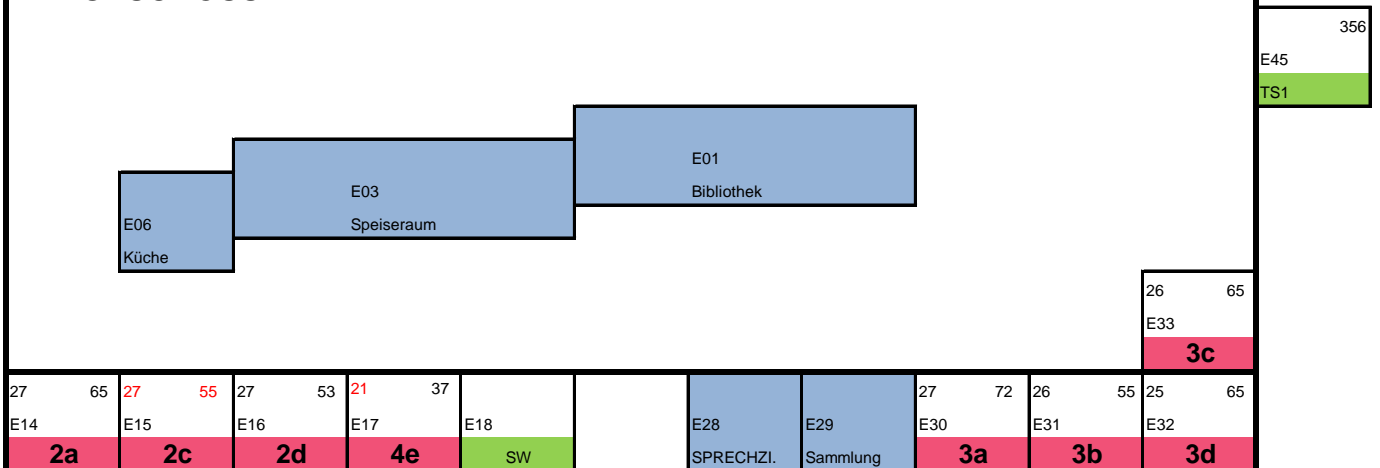 356
E45
TS1
E01
Bibliothek
E03
Speiseraum
E06
Küche
26 65
E33
3c
27 65 27 55 27 53 21 37 27 72 26 55 25 65
E14 E15 E16 E17 E18 E28 E29 E30 E31 E32
2a 2c 2d 4e SW SPRECHZI. Sammlung 3a 3b 3d